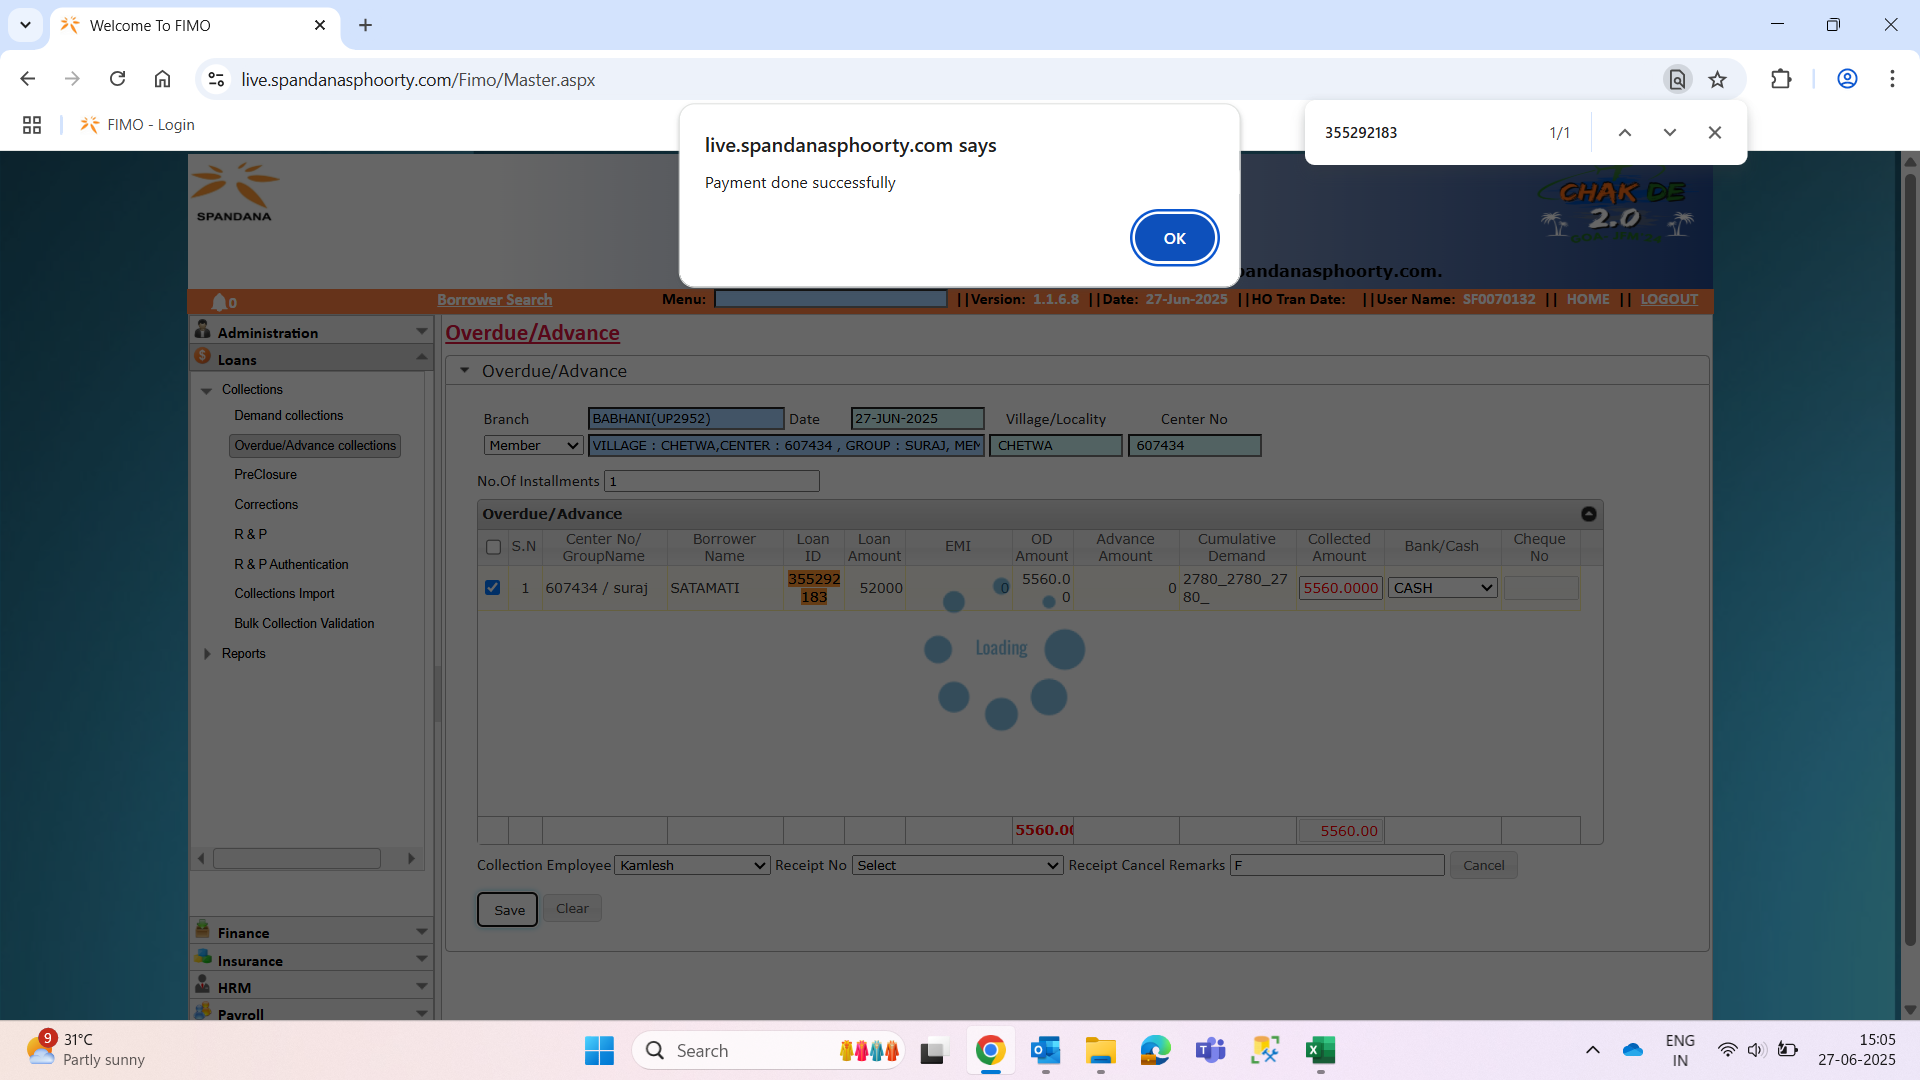 Welcome To FIMO
live.spandanasphoorty.com/Fimo/Master.aspx
FIMO - Login
355292183 1/1
live.spandanasphoorty.com says
Payment done successfully
OK
SPANDANA
CHAK DE
2.0
pandanasphoorty.com.
0 Borrower Search Menu: ||Version: 1.1.6.8 ||Date: 27-Jun-2025 ||HO Tran Date: ||User Name: SF0070132 || HOME || LOGOUT
Administration
Loans
Collections
Demand collections
Overdue/Advance collections
PreClosure
Corrections
R & P
R & P Authentication
Collections Import
Bulk Collection Validation
Reports
Finance
Insurance
HRM
Payroll
Overdue/Advance
Overdue/Advance
Branch BABHANI(UP2952) Date 27-JUN-2025 Village/Locality Center No
Member VILLAGE : CHETWA,CENTER : 607434 , GROUP : SURAJ, MEM CHETWA 607434
No.Of Installments 1
Overdue/Advance
S.N Center No/ GroupName Borrower Name Loan ID Loan Amount EMI OD Amount Advance Amount Cumulative Demand Collected Amount Bank/Cash Cheque No
1 607434 / suraj SATAMATI 355292183 52000 0 5560.00 0 2780_2780_2780_ 5560.0000 CASH
Loading
5560.00 5560.00
Collection Employee Kamlesh Receipt No Select Receipt Cancel Remarks F Cancel
Save Clear
9 31°C
Partly sunny
Search
ENG
IN
15:05
27-06-2025